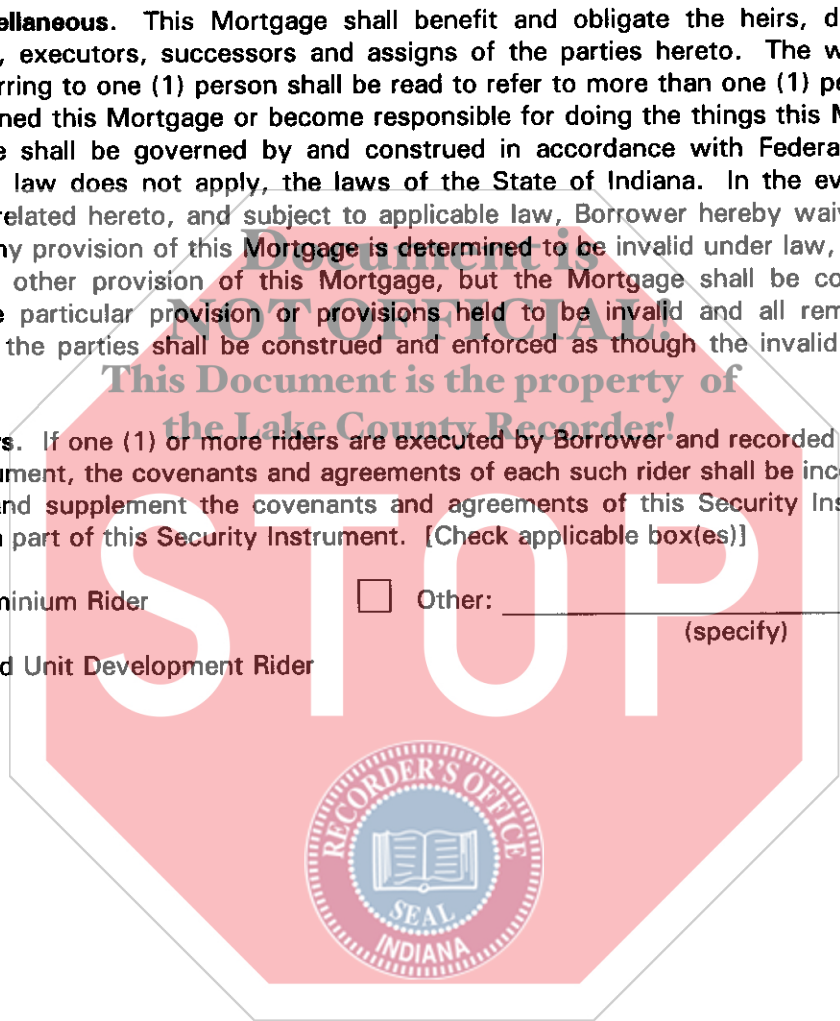 ellaneous. This Mortgage shall benefit and obligate the heirs, d
, executors, successors and assigns of the parties hereto. The w
rring to one (1) person shall be read to refer to more than one (1) pe
ned this Mortgage or become responsible for doing the things this M
e shall be governed by and construed in accordance with Federa
law does not apply, the laws of the State of Indiana. In the ev
related hereto, and subject to applicable law, Borrower hereby waiv
ny provision of this Mortgage is determined to be invalid under law,
Document is
other provision of this Mortgage, but the Mortgage shall be co
NOT OFFICIAL!
e particular provision or provisions held to be invalid and all rem
the parties shall be construed and enforced as though the invalid
This Document is the property of
the Lake County Recorder!
rs. If one (1) or more riders are executed by Borrower and recorded
ument, the covenants and agreements of each such rider shall be inc
nd supplement the covenants and agreements of this Security Ins
a part of this Security Instrument. [Check applicable box(es)]
STOP
minium Rider Other:
(specify)
d Unit Development Rider
RECORDER'S OFFICE
SEAL
INDIANA